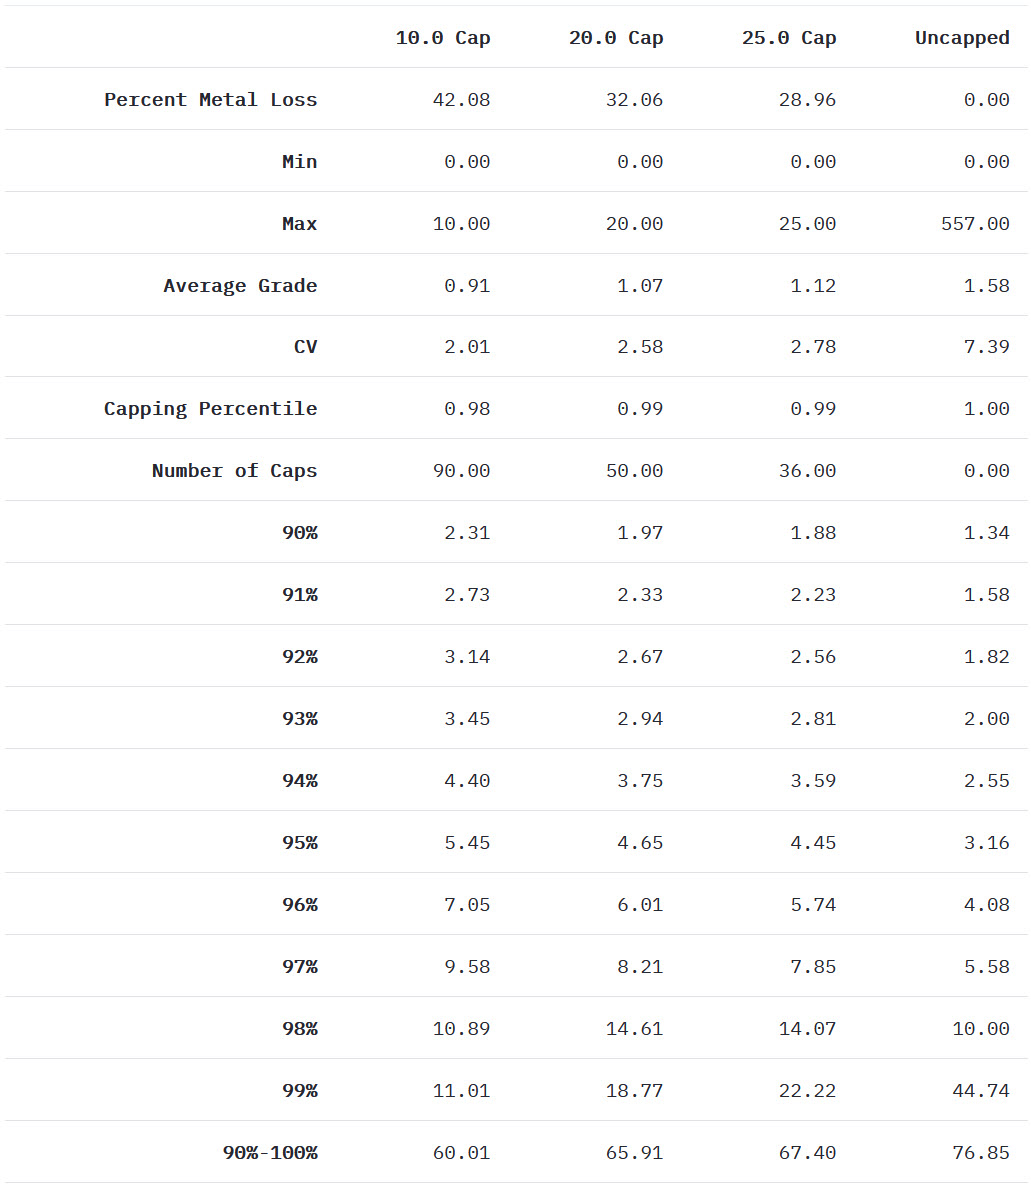 10.0 Cap 20.0 Cap 25.0 Cap Uncapped
Percent Metal Loss 42.08 32.06 28.96 0.00
Min 0.00 0.00 0.00 0.00
Max 10.00 20.00 25.00 557.00
Average Grade 0.91 1.07 1.12 1.58
CV 2.01 2.58 2.78 7.39
Capping Percentile 0.98 0.99 0.99 1.00
Number of Caps 90.00 50.00 36.00 0.00
90% 2.31 1.97 1.88 1.34
91% 2.73 2.33 2.23 1.58
92% 3.14 2.67 2.56 1.82
93% 3.45 2.94 2.81 2.00
94% 4.40 3.75 3.59 2.55
95% 5.45 4.65 4.45 3.16
96% 7.05 6.01 5.74 4.08
97% 9.58 8.21 7.85 5.58
98% 10.89 14.61 14.07 10.00
99% 11.01 18.77 22.22 44.74
90%-100% 60.01 65.91 67.40 76.85